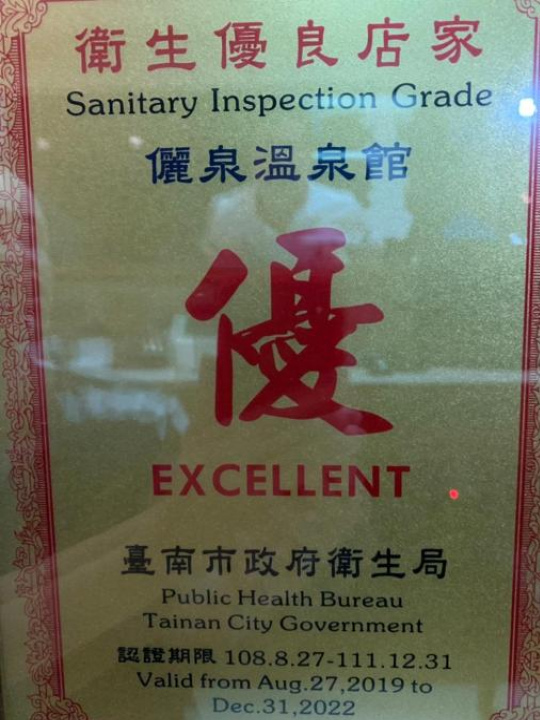 衛生優良店家
Sanitary Inspection Grade
儷泉溫泉館
優
EXCELLENT
臺南市政府衛生局
Public Health Bureau
Tainan City Government
認證期限 108.8.27-111.12.31
Valid from Aug.27,2019 to
Dec.31,2022